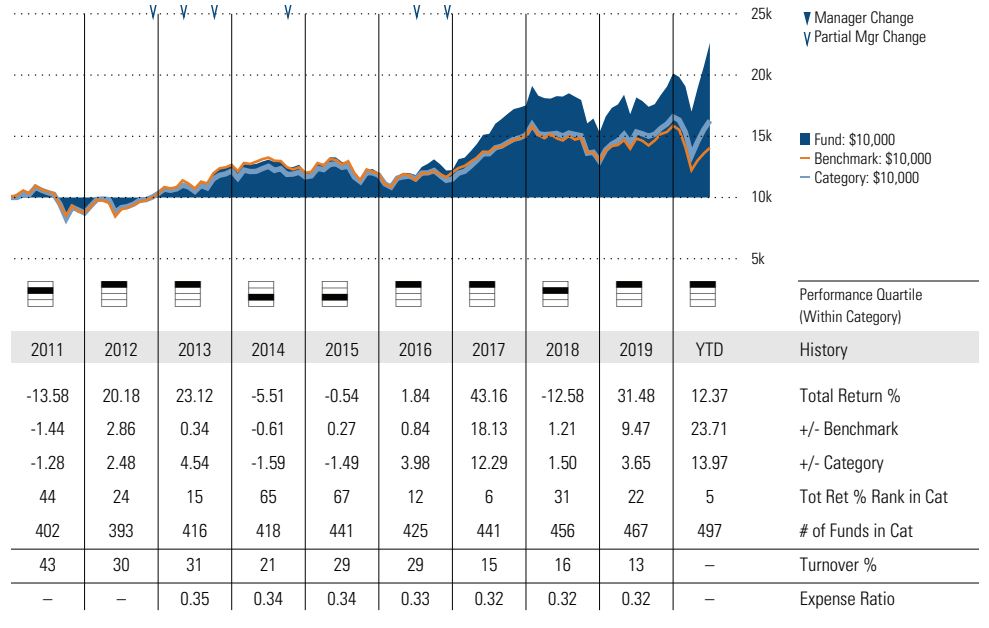 25k
20k
15k
10k
5k
Manager Change
Partial Mgr Change
Fund: $10,000
Benchmark: $10,000
Category: $10,000
Performance Quartile
(Within Category)
2011 2012 2013 2014 2015 2016 2017 2018 2019 YTD History
-13.58 20.18 23.12 -5.51 -0.54 1.84 43.16 -12.58 31.48 12.37 Total Return %
-1.44 2.86 0.34 -0.61 0.27 0.84 18.13 1.21 9.47 23.71 +/- Benchmark
-1.28 2.48 4.54 -1.59 -1.49 3.98 12.29 1.50 3.65 13.97 +/- Category
44 24 15 65 67 12 6 31 22 5 Tot Ret % Rank in Cat
402 393 416 418 441 425 441 456 467 497 # of Funds in Cat
43 30 31 21 29 29 15 16 13 – Turnover %
– – 0.35 0.34 0.34 0.33 0.32 0.32 0.32 – Expense Ratio